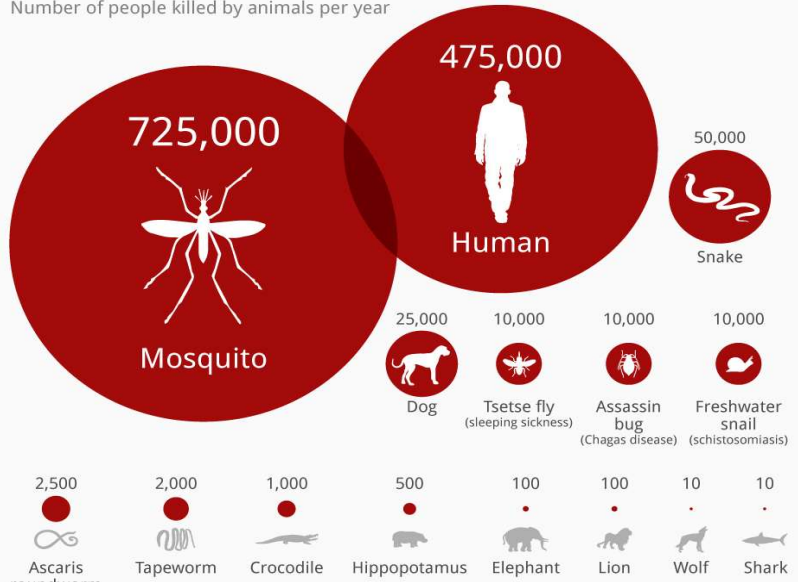 Number of people killed by animals per year
475,000
725,000
50,000
Human
Snake
25,000
10,000
10,000
10,000
Mosquito
Dog
Tsetse fly
(sleeping sickness)
Assassin
bug
(Chagas disease)
Freshwater
snail
(schistosomiasis)
2,500
2,000
1,000
500
100
100
10
10
Ascaris
roundworm
Tapeworm
Crocodile
Hippopotamus
Elephant
Lion
Wolf
Shark